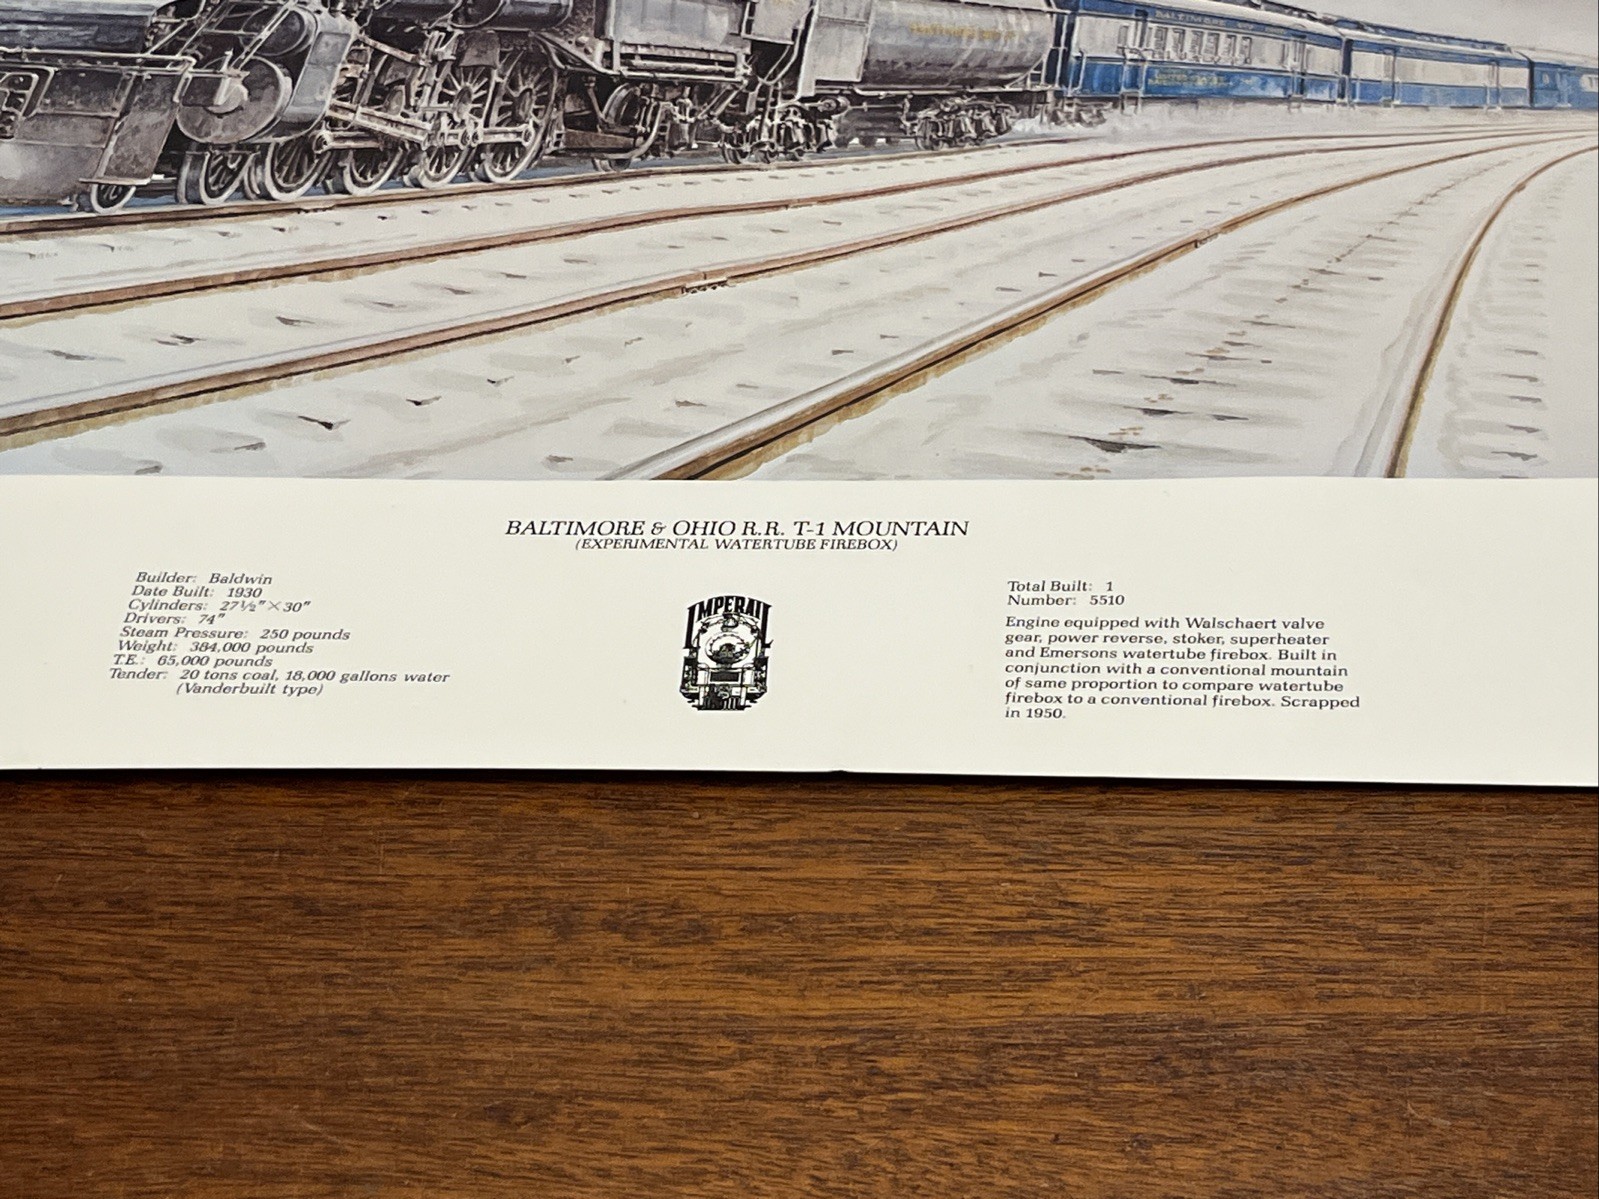 BALTIMORE
BALTIMORE & OHIO R.R. T-1 MOUNTAIN
(EXPERIMENTAL WATERTUBE FIREBOX)
Builder: Baldwin
Date Built: 1930
Cylinders: 27½" × 30"
Drivers: 74"
Steam Pressure: 250 pounds
Weight: 384,000 pounds
T.E.: 65,000 pounds
Tender: 20 tons coal, 18,000 gallons water
(Vanderbuilt type)
IMPERAIL
Total Built: 1
Number: 5510
Engine equipped with Walschaert valve
gear, power reverse, stoker, superheater
and Emersons watertube firebox. Built in
conjunction with a conventional mountain
of same proportion to compare watertube
firebox to a conventional firebox. Scrapped
in 1950.